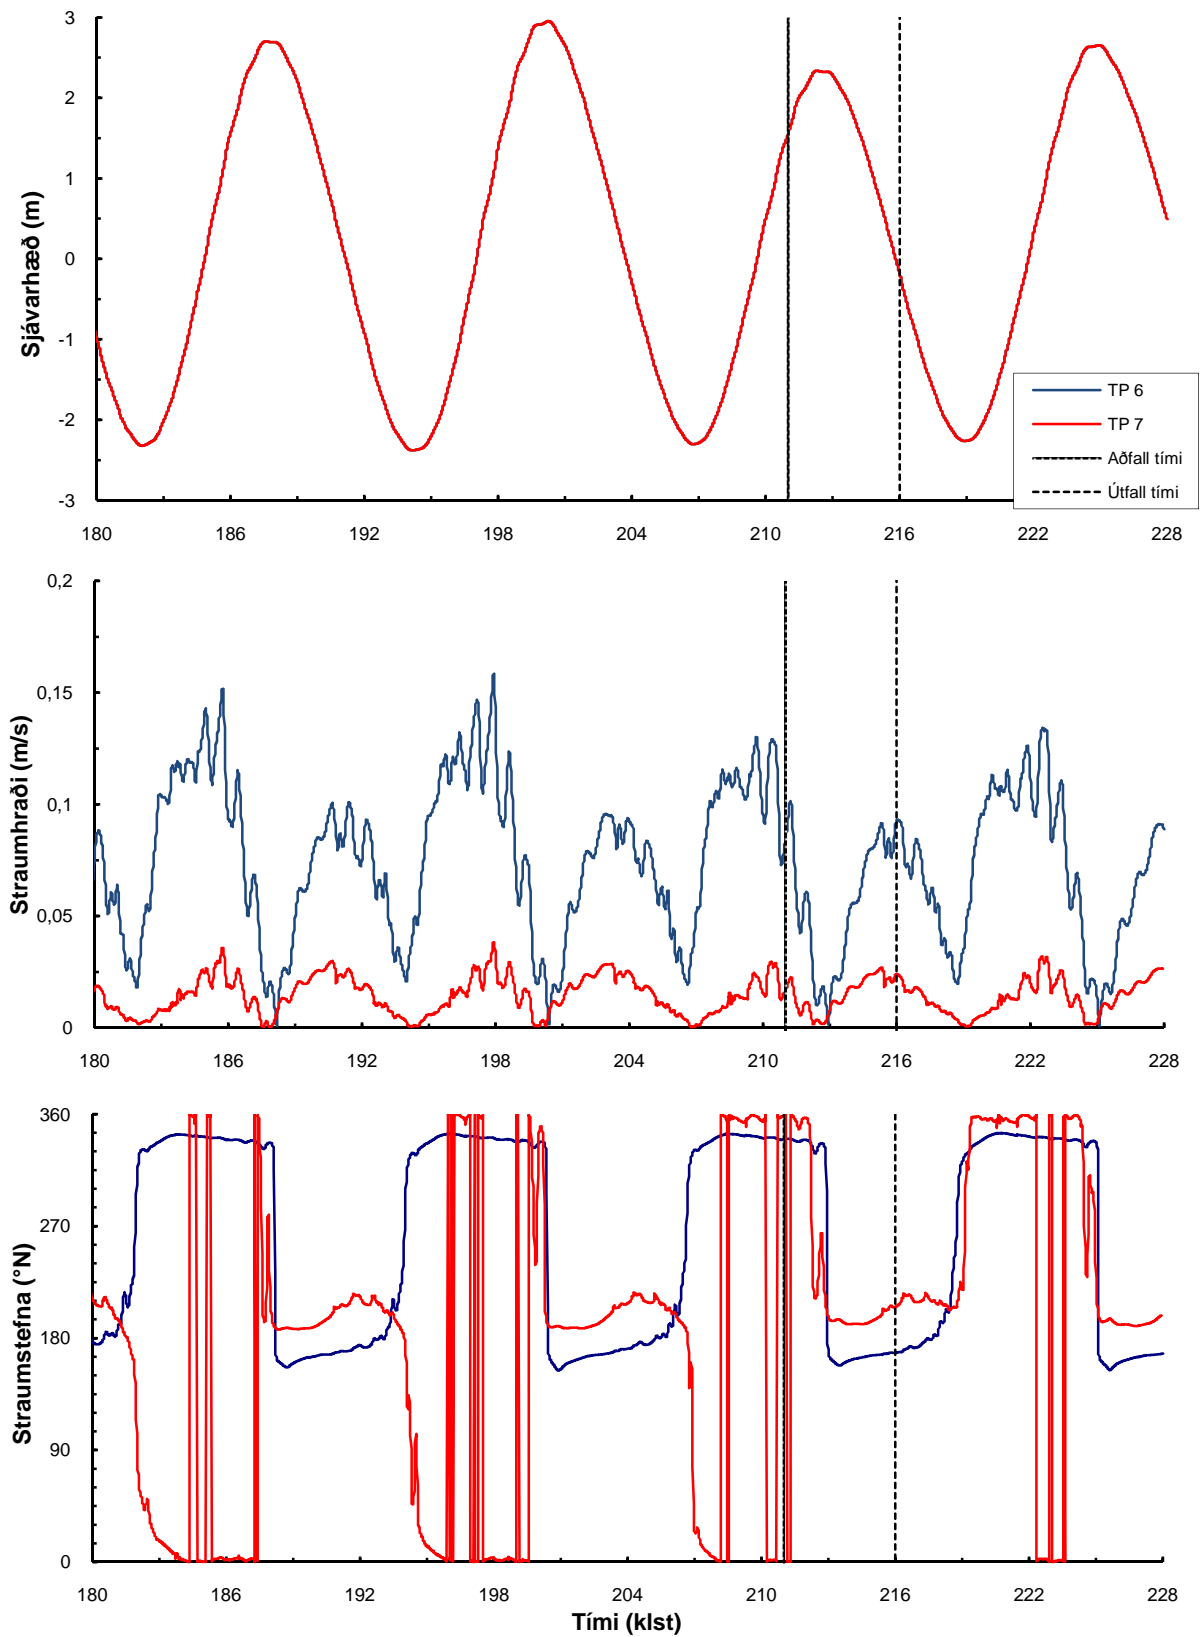 3
2
1
0
-1
-2
-3
Sjávarhæð (m)
180 186 192 198 204 210 216 222 228
TP 6
TP 7
Aðfall tími
Útfall tími
0,2
0,15
0,1
0,05
0
Straumhraði (m/s)
180 186 192 198 204 210 216 222 228
360
270
180
90
0
Straumstefna (°N)
180 186 192 198 204 210 216 222 228
Tími (klst)